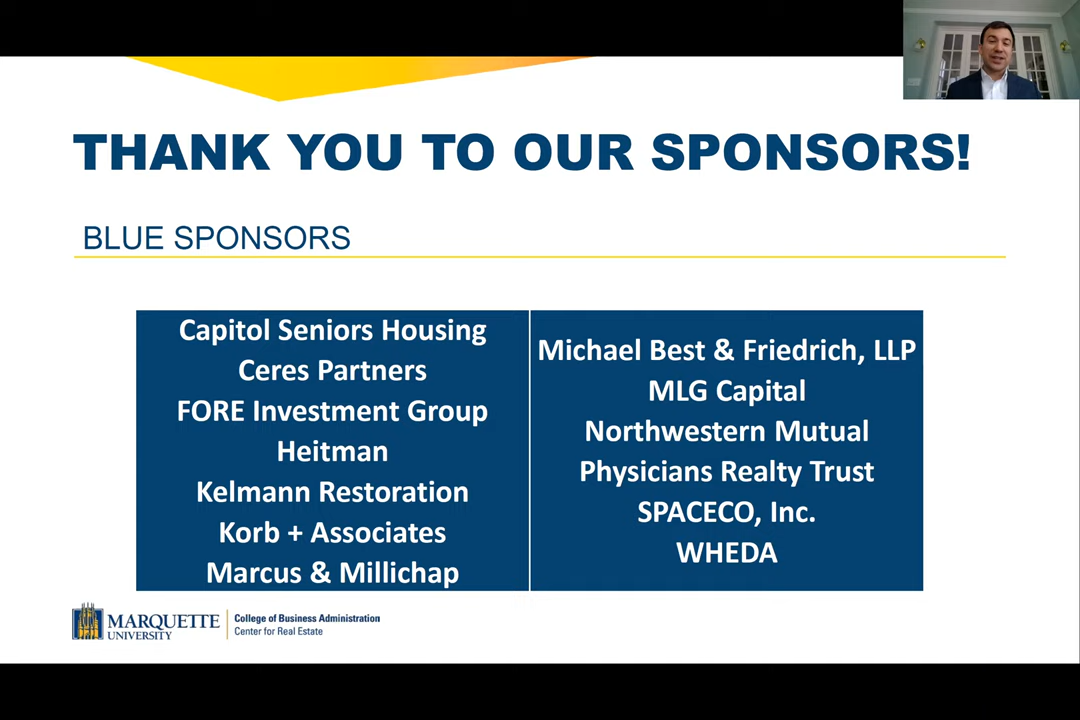 THANK YOU TO OUR SPONSORS!
BLUE SPONSORS
Capitol Seniors Housing
Ceres Partners
FORE Investment Group
Heitman
Kelmann Restoration
Korb + Associates
Marcus & Millichap
Michael Best & Friedrich, LLP
MLG Capital
Northwestern Mutual
Physicians Realty Trust
SPACECO, Inc.
WHEDA
MARQUETTE
UNIVERSITY
College of Business Administration
Center for Real Estate